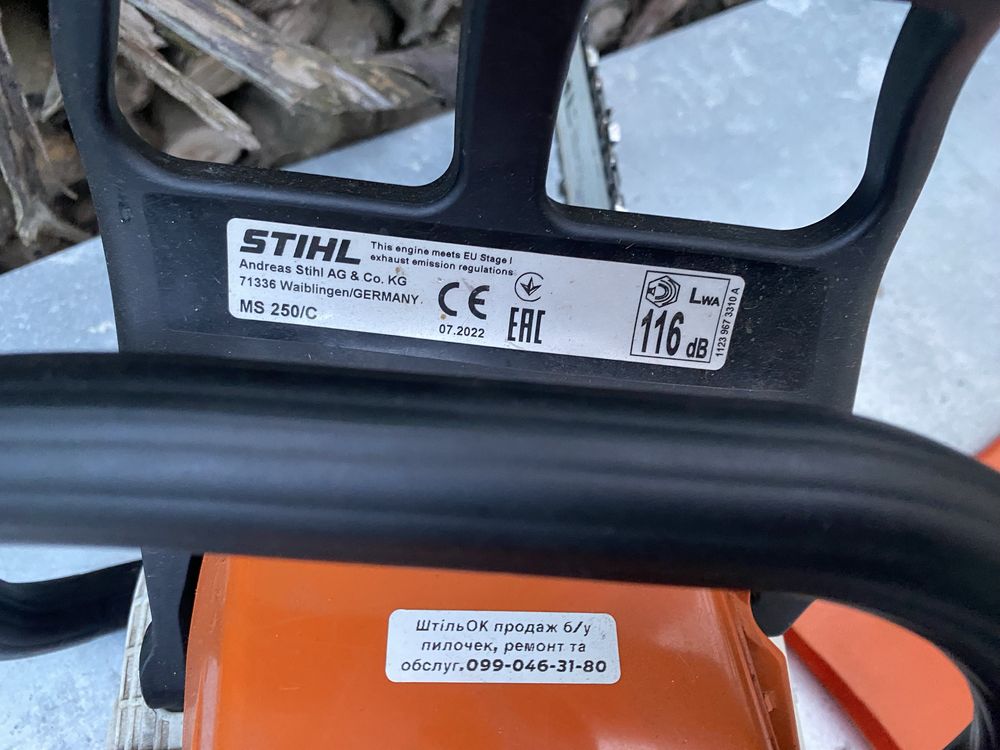 STIHL
This engine meets EU Stage I
exhaust emission regulations
Andreas Stihl AG & Co. KG
71336 Waiblingen/GERMANY
MS 250/C
CE
07.2022
EAC
LWA
116 dB
1123 967 3310 A
ШтільОК продаж б/у
пилочек, ремонт та
обслуг.099-046-31-80